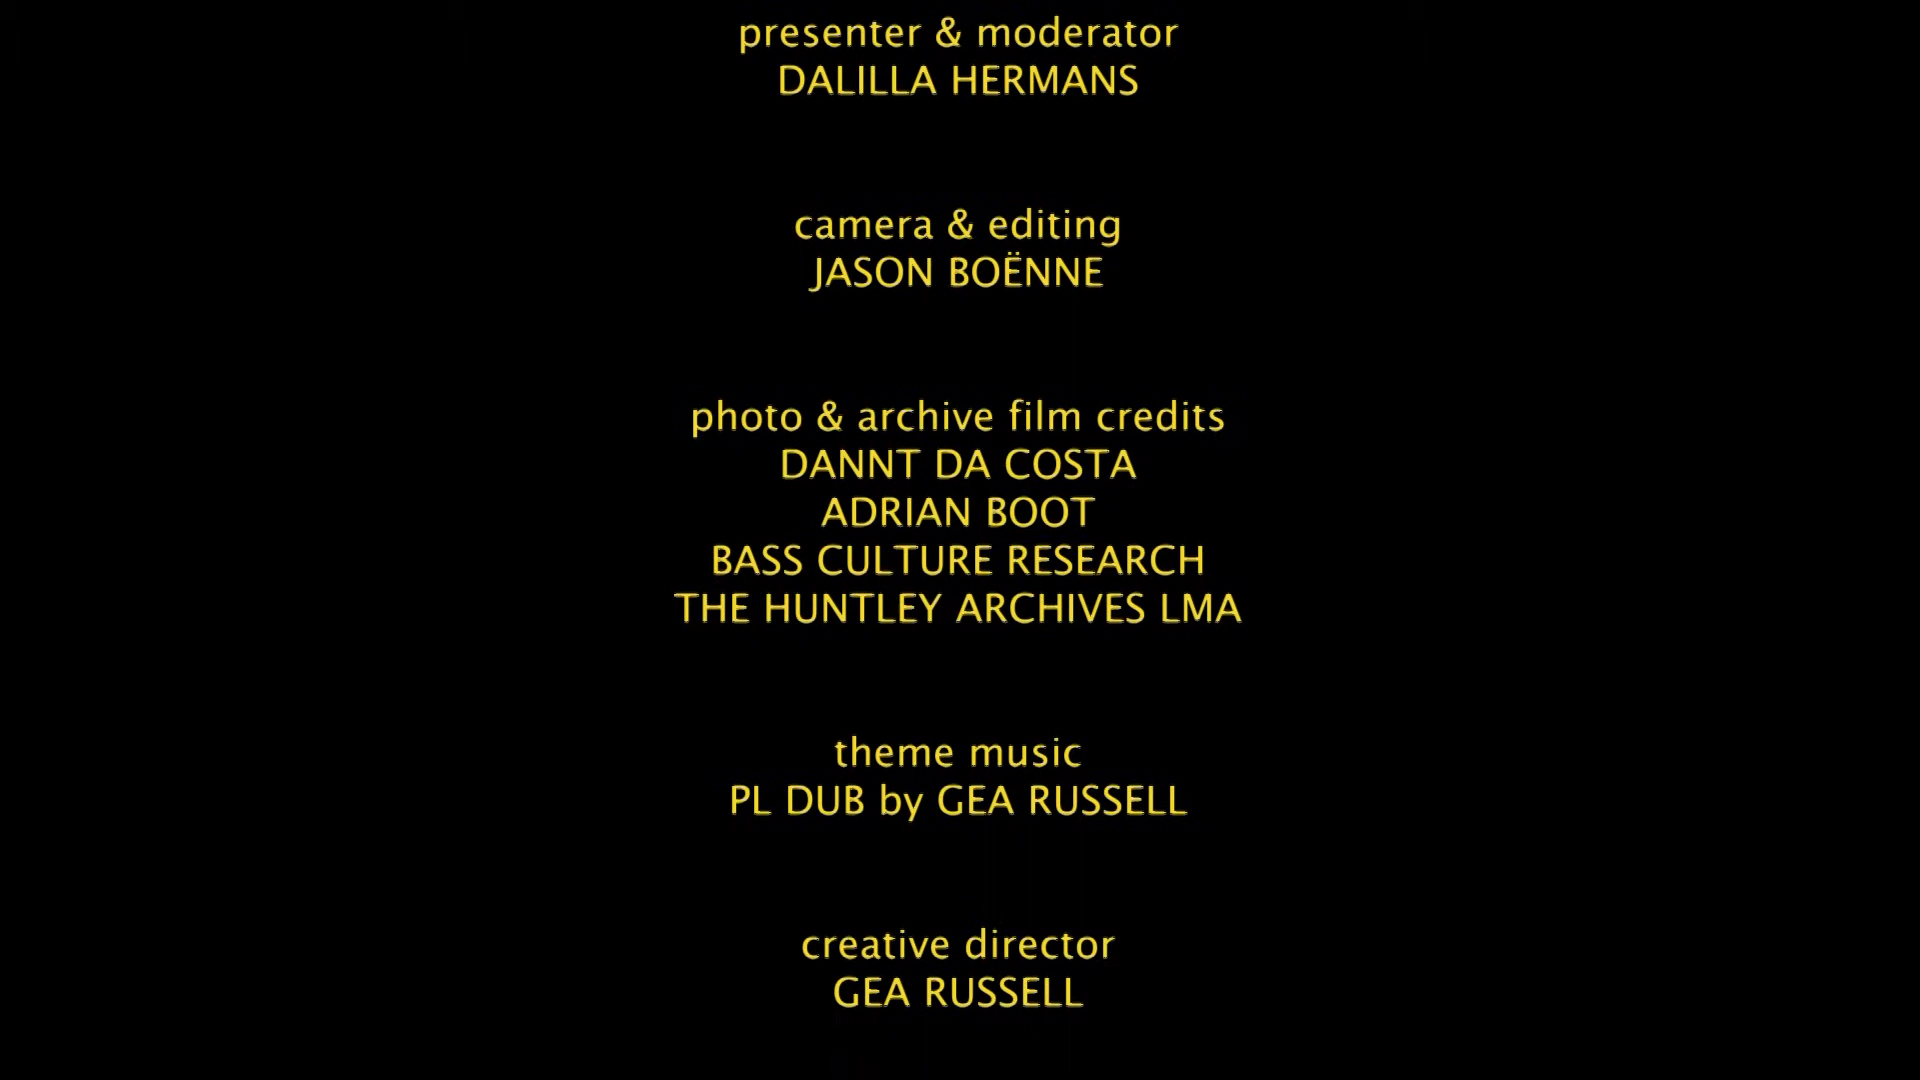 presenter & moderator
DALILLA HERMANS
camera & editing
JASON BOËNNE
photo & archive film credits
DANNT DA COSTA
ADRIAN BOOT
BASS CULTURE RESEARCH
THE HUNTLEY ARCHIVES LMA
theme music
PL DUB by GEA RUSSELL
creative director
GEA RUSSELL